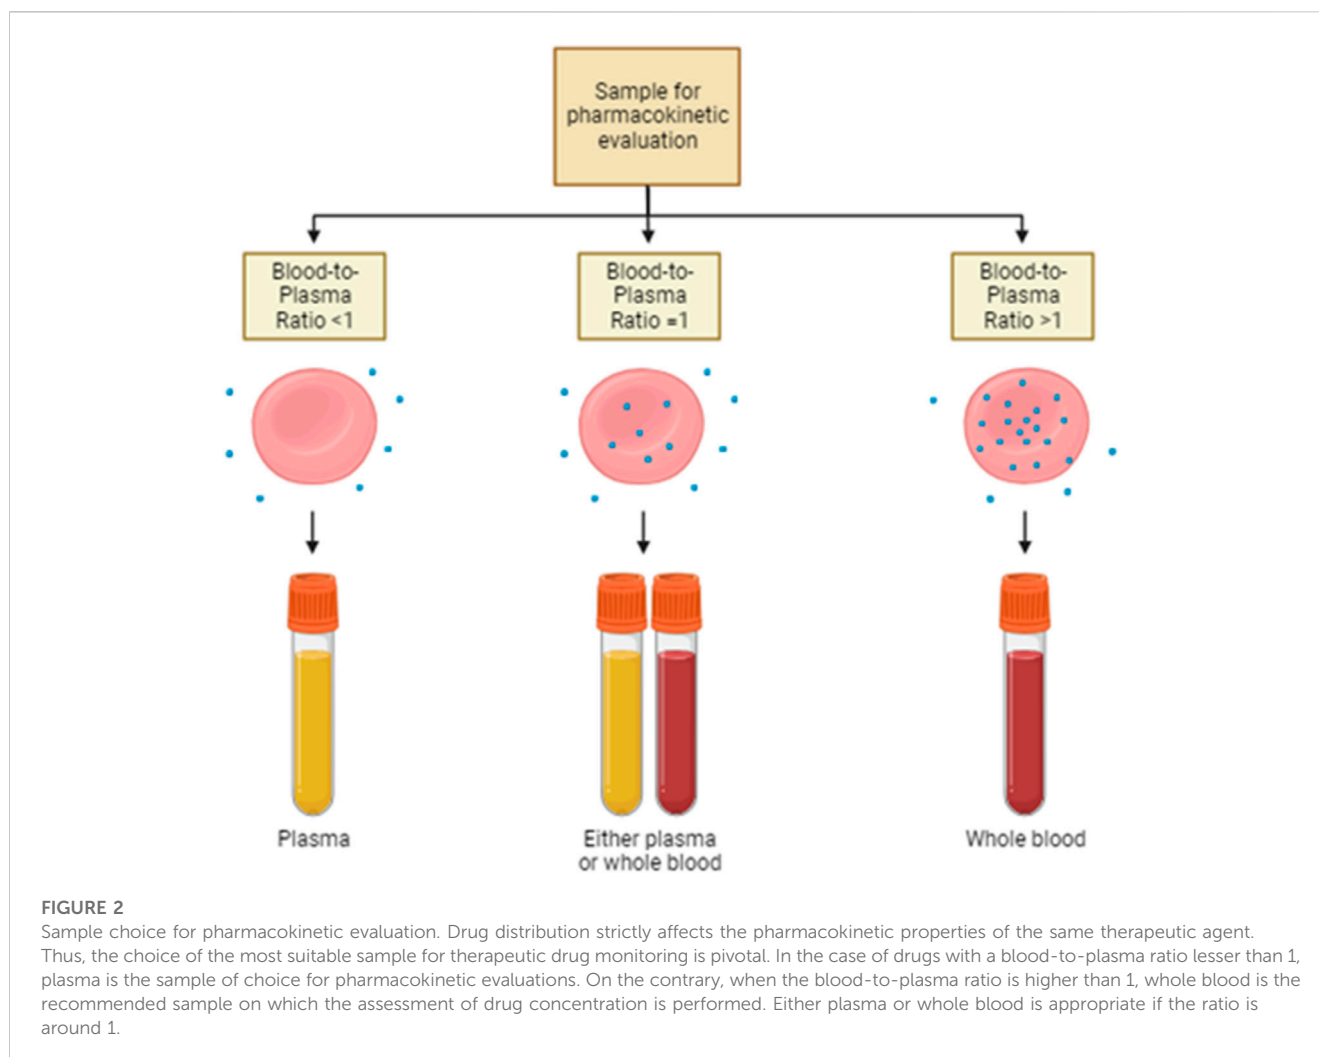 Sample for
pharmacokinetic
evaluation
Blood-to-
Plasma
Ratio <1
Blood-to-
Plasma
Ratio =1
Blood-to-
Plasma
Ratio >1
Plasma
Either plasma
or whole blood
Whole blood
FIGURE 2
Sample choice for pharmacokinetic evaluation. Drug distribution strictly affects the pharmacokinetic properties of the same therapeutic agent.
Thus, the choice of the most suitable sample for therapeutic drug monitoring is pivotal. In the case of drugs with a blood-to-plasma ratio lesser than 1,
plasma is the sample of choice for pharmacokinetic evaluations. On the contrary, when the blood-to-plasma ratio is higher than 1, whole blood is the
recommended sample on which the assessment of drug concentration is performed. Either plasma or whole blood is appropriate if the ratio is
around 1.